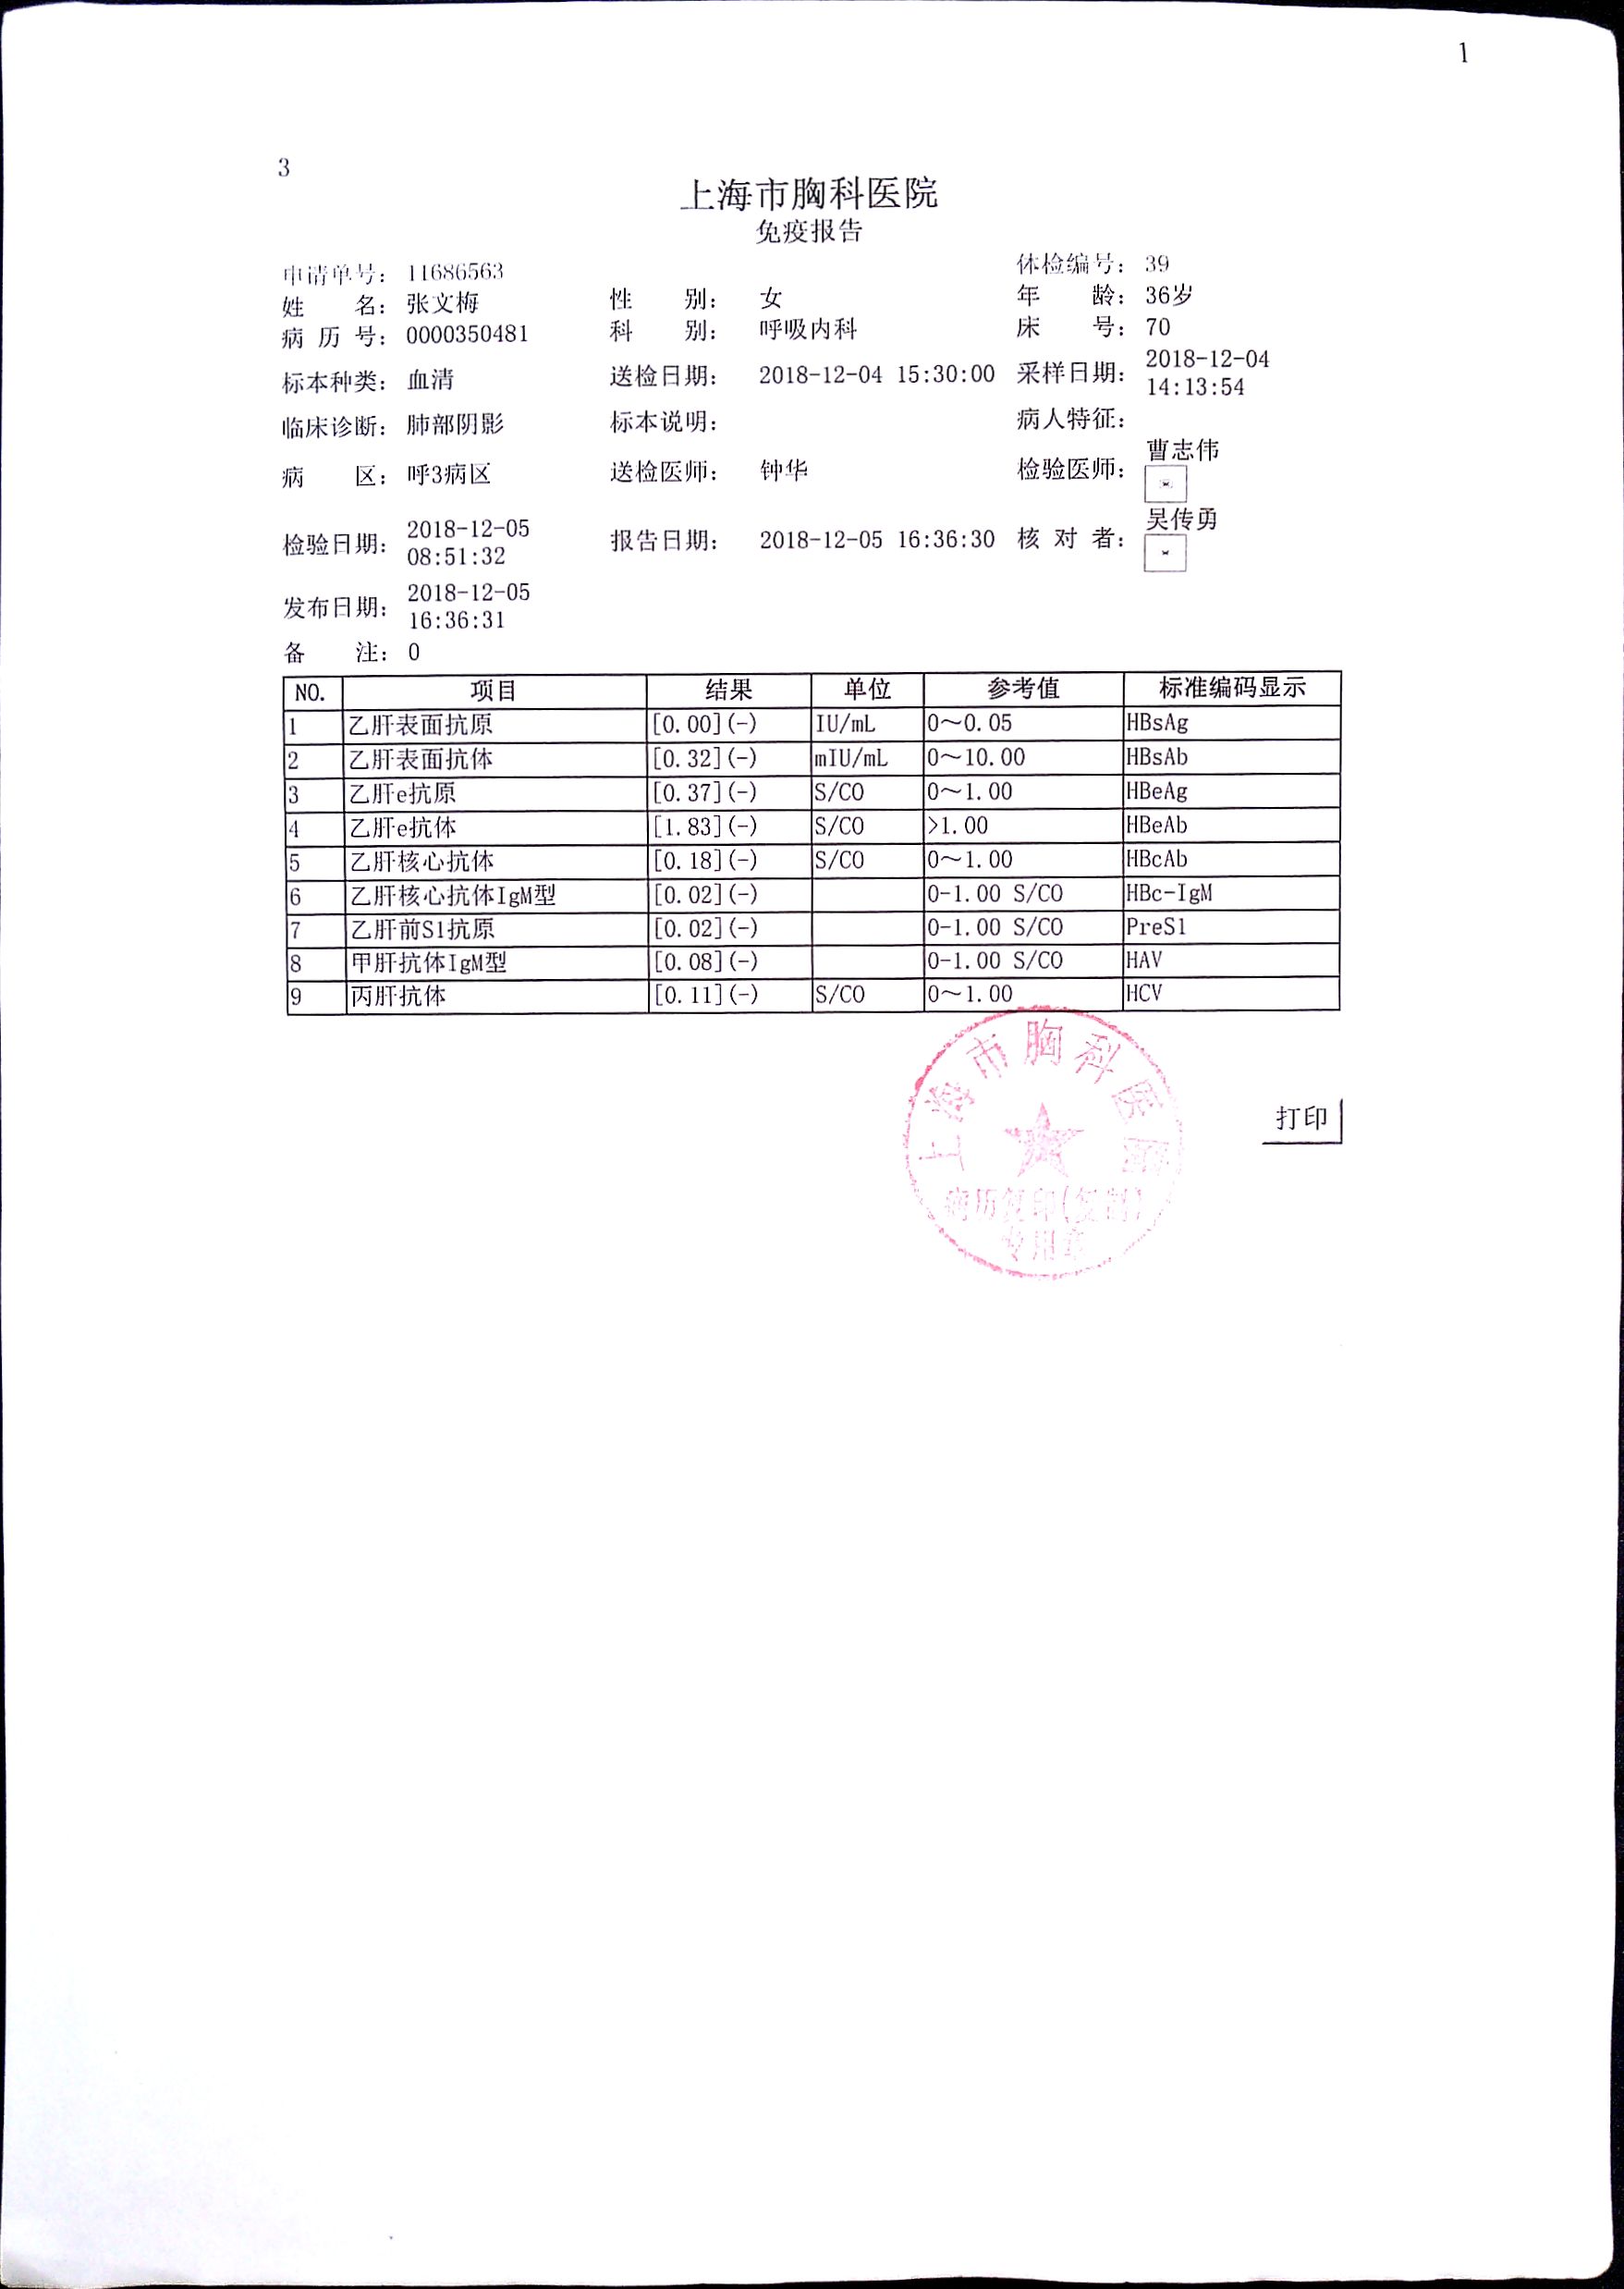 1
3
上海市胸科医院
免疫报告
申请单号: 11686563 体检编号: 39
姓 名: 张文梅 性 别: 女 年 龄: 36岁
病 历 号: 0000350481 科 别: 呼吸内科 床 号: 70
标本种类: 血清 送检日期: 2018-12-04 15:30:00 采样日期: 2018-12-04 14:13:54
临床诊断: 肺部阴影 标本说明: 病人特征:
病 区: 呼3病区 送检医师: 钟华 检验医师: 曹志伟
检验日期: 2018-12-05 08:51:32 报告日期: 2018-12-05 16:36:30 核 对 者: 吴传勇
发布日期: 2018-12-05 16:36:31
备 注: 0
NO. 项目 结果 单位 参考值 标准编码显示
1 乙肝表面抗原 [0.00](-) IU/mL 0～0.05 HBsAg
2 乙肝表面抗体 [0.32](-) mIU/mL 0～10.00 HBsAb
3 乙肝e抗原 [0.37](-) S/CO 0～1.00 HBeAg
4 乙肝e抗体 [1.83](-) S/CO >1.00 HBeAb
5 乙肝核心抗体 [0.18](-) S/CO 0～1.00 HBcAb
6 乙肝核心抗体IgM型 [0.02](-) 0-1.00 S/CO HBc-IgM
7 乙肝前S1抗原 [0.02](-) 0-1.00 S/CO PreS1
8 甲肝抗体IgM型 [0.08](-) 0-1.00 S/CO HAV
9 丙肝抗体 [0.11](-) S/CO 0～1.00 HCV
上海市胸科医院
病历复印(复制)
专用章
打印